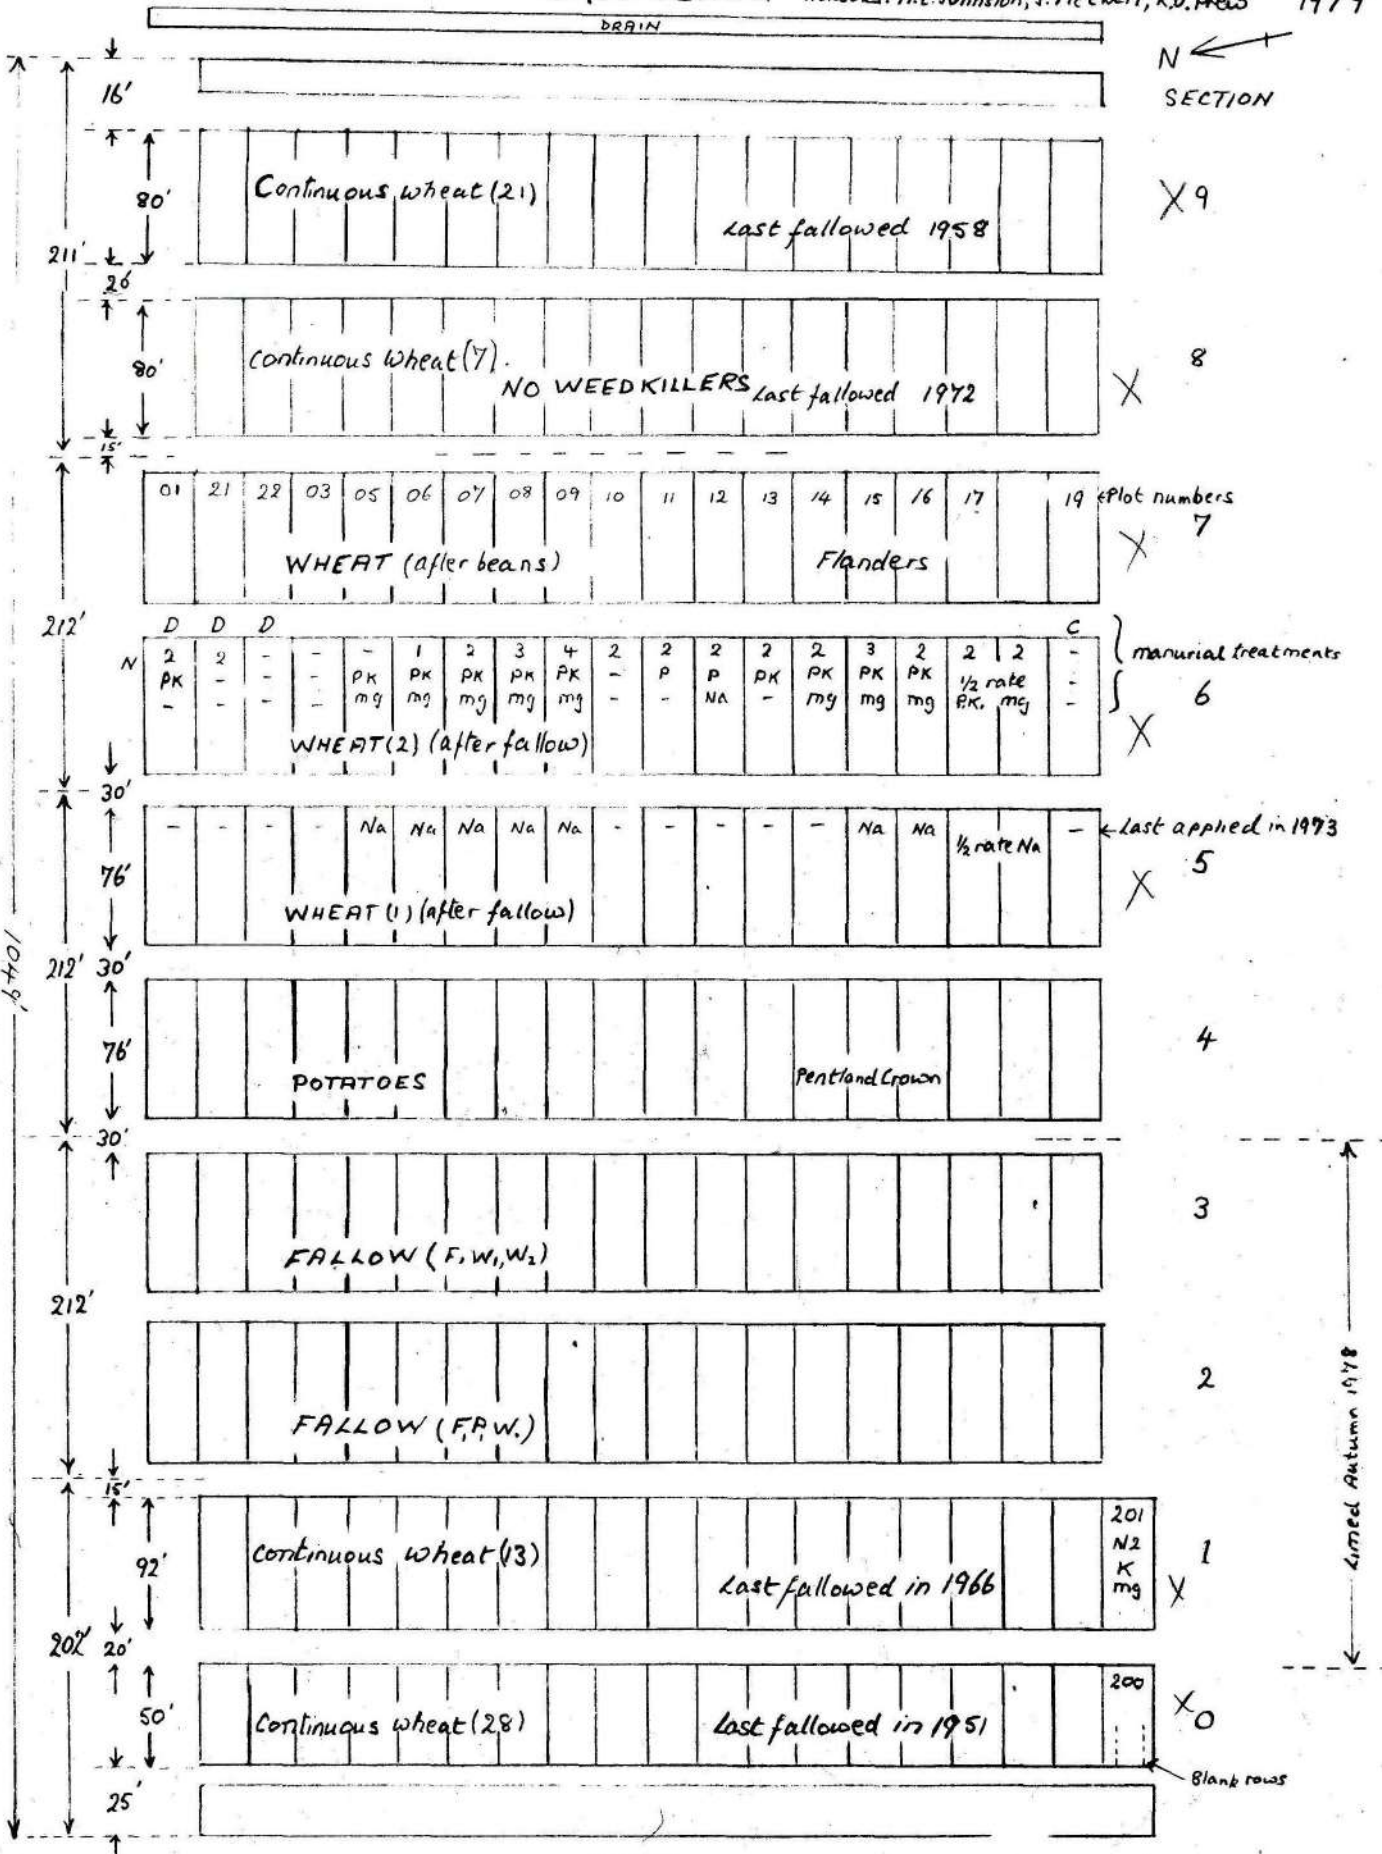 A.E. Johnston, J. McEwen, R.D. Prew 1979
DRAIN
N
SECTION
16'
80'
Continuous wheat (21)
Last fallowed 1958
X 9
211'
20'
80'
Continuous wheat (7).
NO WEEDKILLERS Last fallowed 1972
8
X
15'
01 21 22 03 05 06 07 08 09 10 11 12 13 14 15 16 17 19 Plot numbers
7
X
WHEAT (after beans) Flanders
212'
D D D C
N 2 2 - - - 1 2 3 4 2 2 2 2 2 3 2 2 2 - manurial treatments
PK - - - PK PK PK PK PK - P P PK PK PK PK 1/2 rate -
- - - - mg mg mg mg mg - - NA - mg mg mg P.K. mg -
6
X
WHEAT (2) (after fallow)
30'
- - - - Na Na Na Na Na - - - - - Na Na 1/2 rate Na - Last applied in 1973
5
76'
X
WHEAT (1) (after fallow)
212' 30'
1049'
76'
4
POTATOES Pentland Crown
30'
3
FALLOW (F, W1, W2)
212'
2
FALLOW (F, P, W.)
Limed Autumn 1978
15'
92'
Continuous wheat (13)
Last fallowed in 1966
201
N2
K
mg
1
X
202' 20'
50'
Continuous wheat (28) Last fallowed in 1951
200
X 0
Blank rows
25'